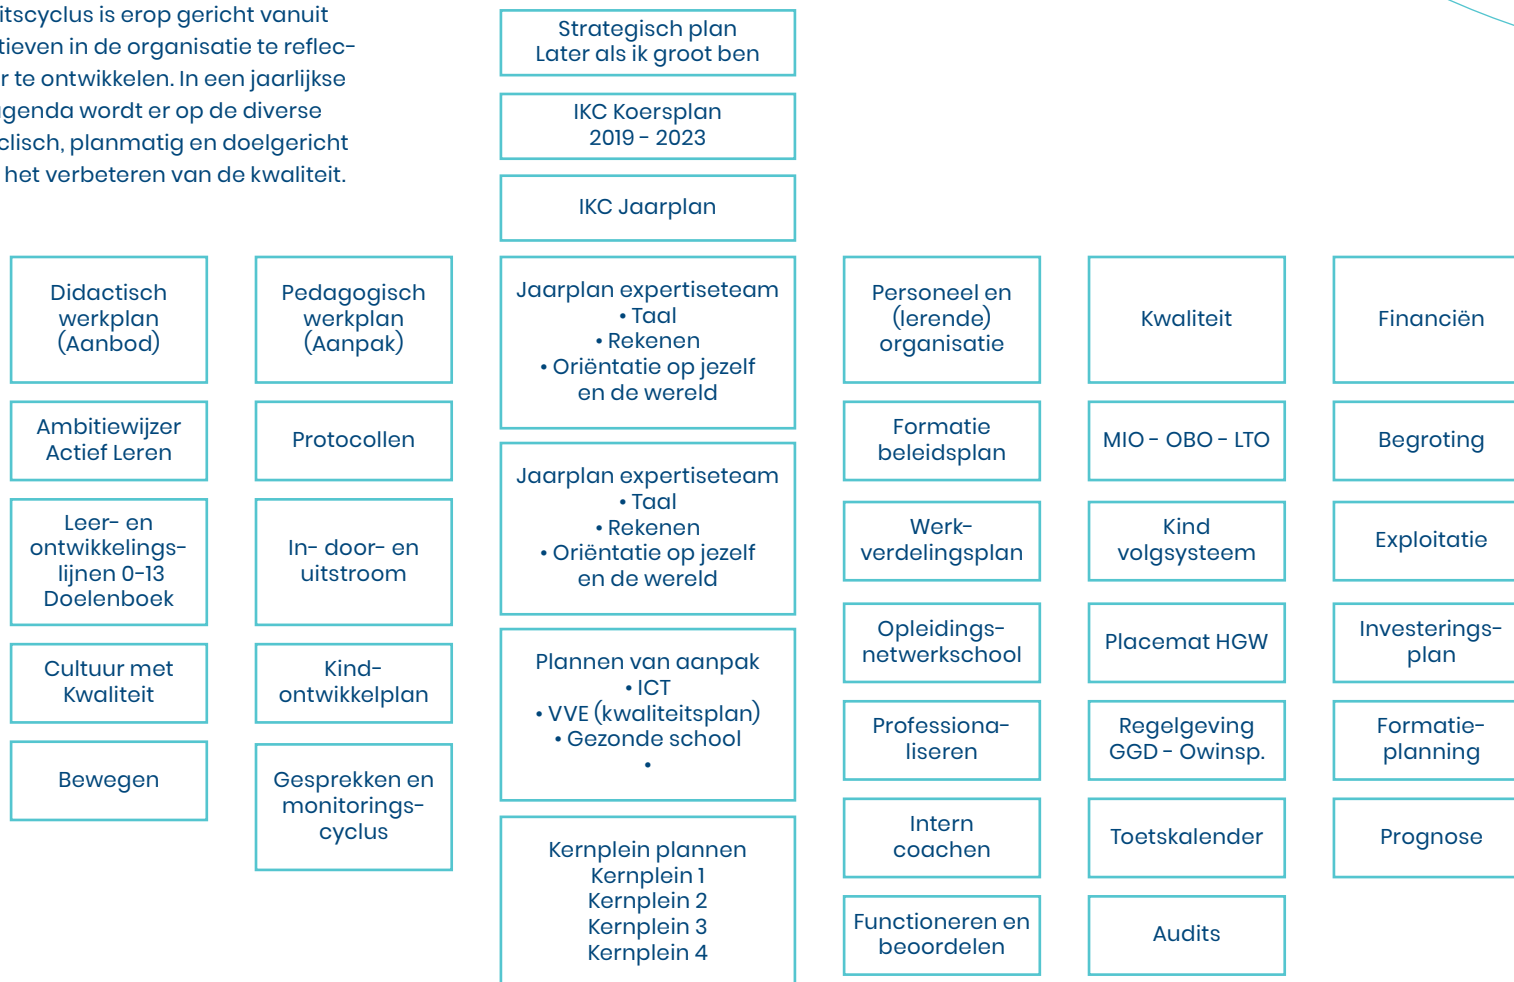 itscyclus is erop gericht vanuit
tieven in de organisatie te reflec-
r te ontwikkelen. In een jaarlijkse
genda wordt er op de diverse
clisch, planmatig en doelgericht
het verbeteren van de kwaliteit.
Strategisch plan
Later als ik groot ben
IKC Koersplan
2019 - 2023
IKC Jaarplan
Didactisch
werkplan
(Aanbod)
Ambitiewijzer
Actief Leren
Leer- en
ontwikkelings-
lijnen 0-13
Doelenboek
Cultuur met
Kwaliteit
Bewegen
Pedagogisch
werkplan
(Aanpak)
Protocollen
In- door- en
uitstroom
Kind-
ontwikkelplan
Gesprekken en
monitorings-
cyclus
Jaarplan expertiseteam
• Taal
• Rekenen
• Oriëntatie op jezelf
en de wereld
Jaarplan expertiseteam
• Taal
• Rekenen
• Oriëntatie op jezelf
en de wereld
Plannen van aanpak
• ICT
• VVE (kwaliteitsplan)
• Gezonde school
•
Kernplein plannen
Kernplein 1
Kernplein 2
Kernplein 3
Kernplein 4
Personeel en
(lerende)
organisatie
Formatie
beleidsplan
Werk-
verdelingsplan
Opleidings-
netwerkschool
Professiona-
liseren
Intern
coachen
Functioneren en
beoordelen
Kwaliteit
MIO - OBO - LTO
Kind
volgsysteem
Placemat HGW
Regelgeving
GGD - Owinsp.
Toetskalender
Audits
Financiën
Begroting
Exploitatie
Investerings-
plan
Formatie-
planning
Prognose